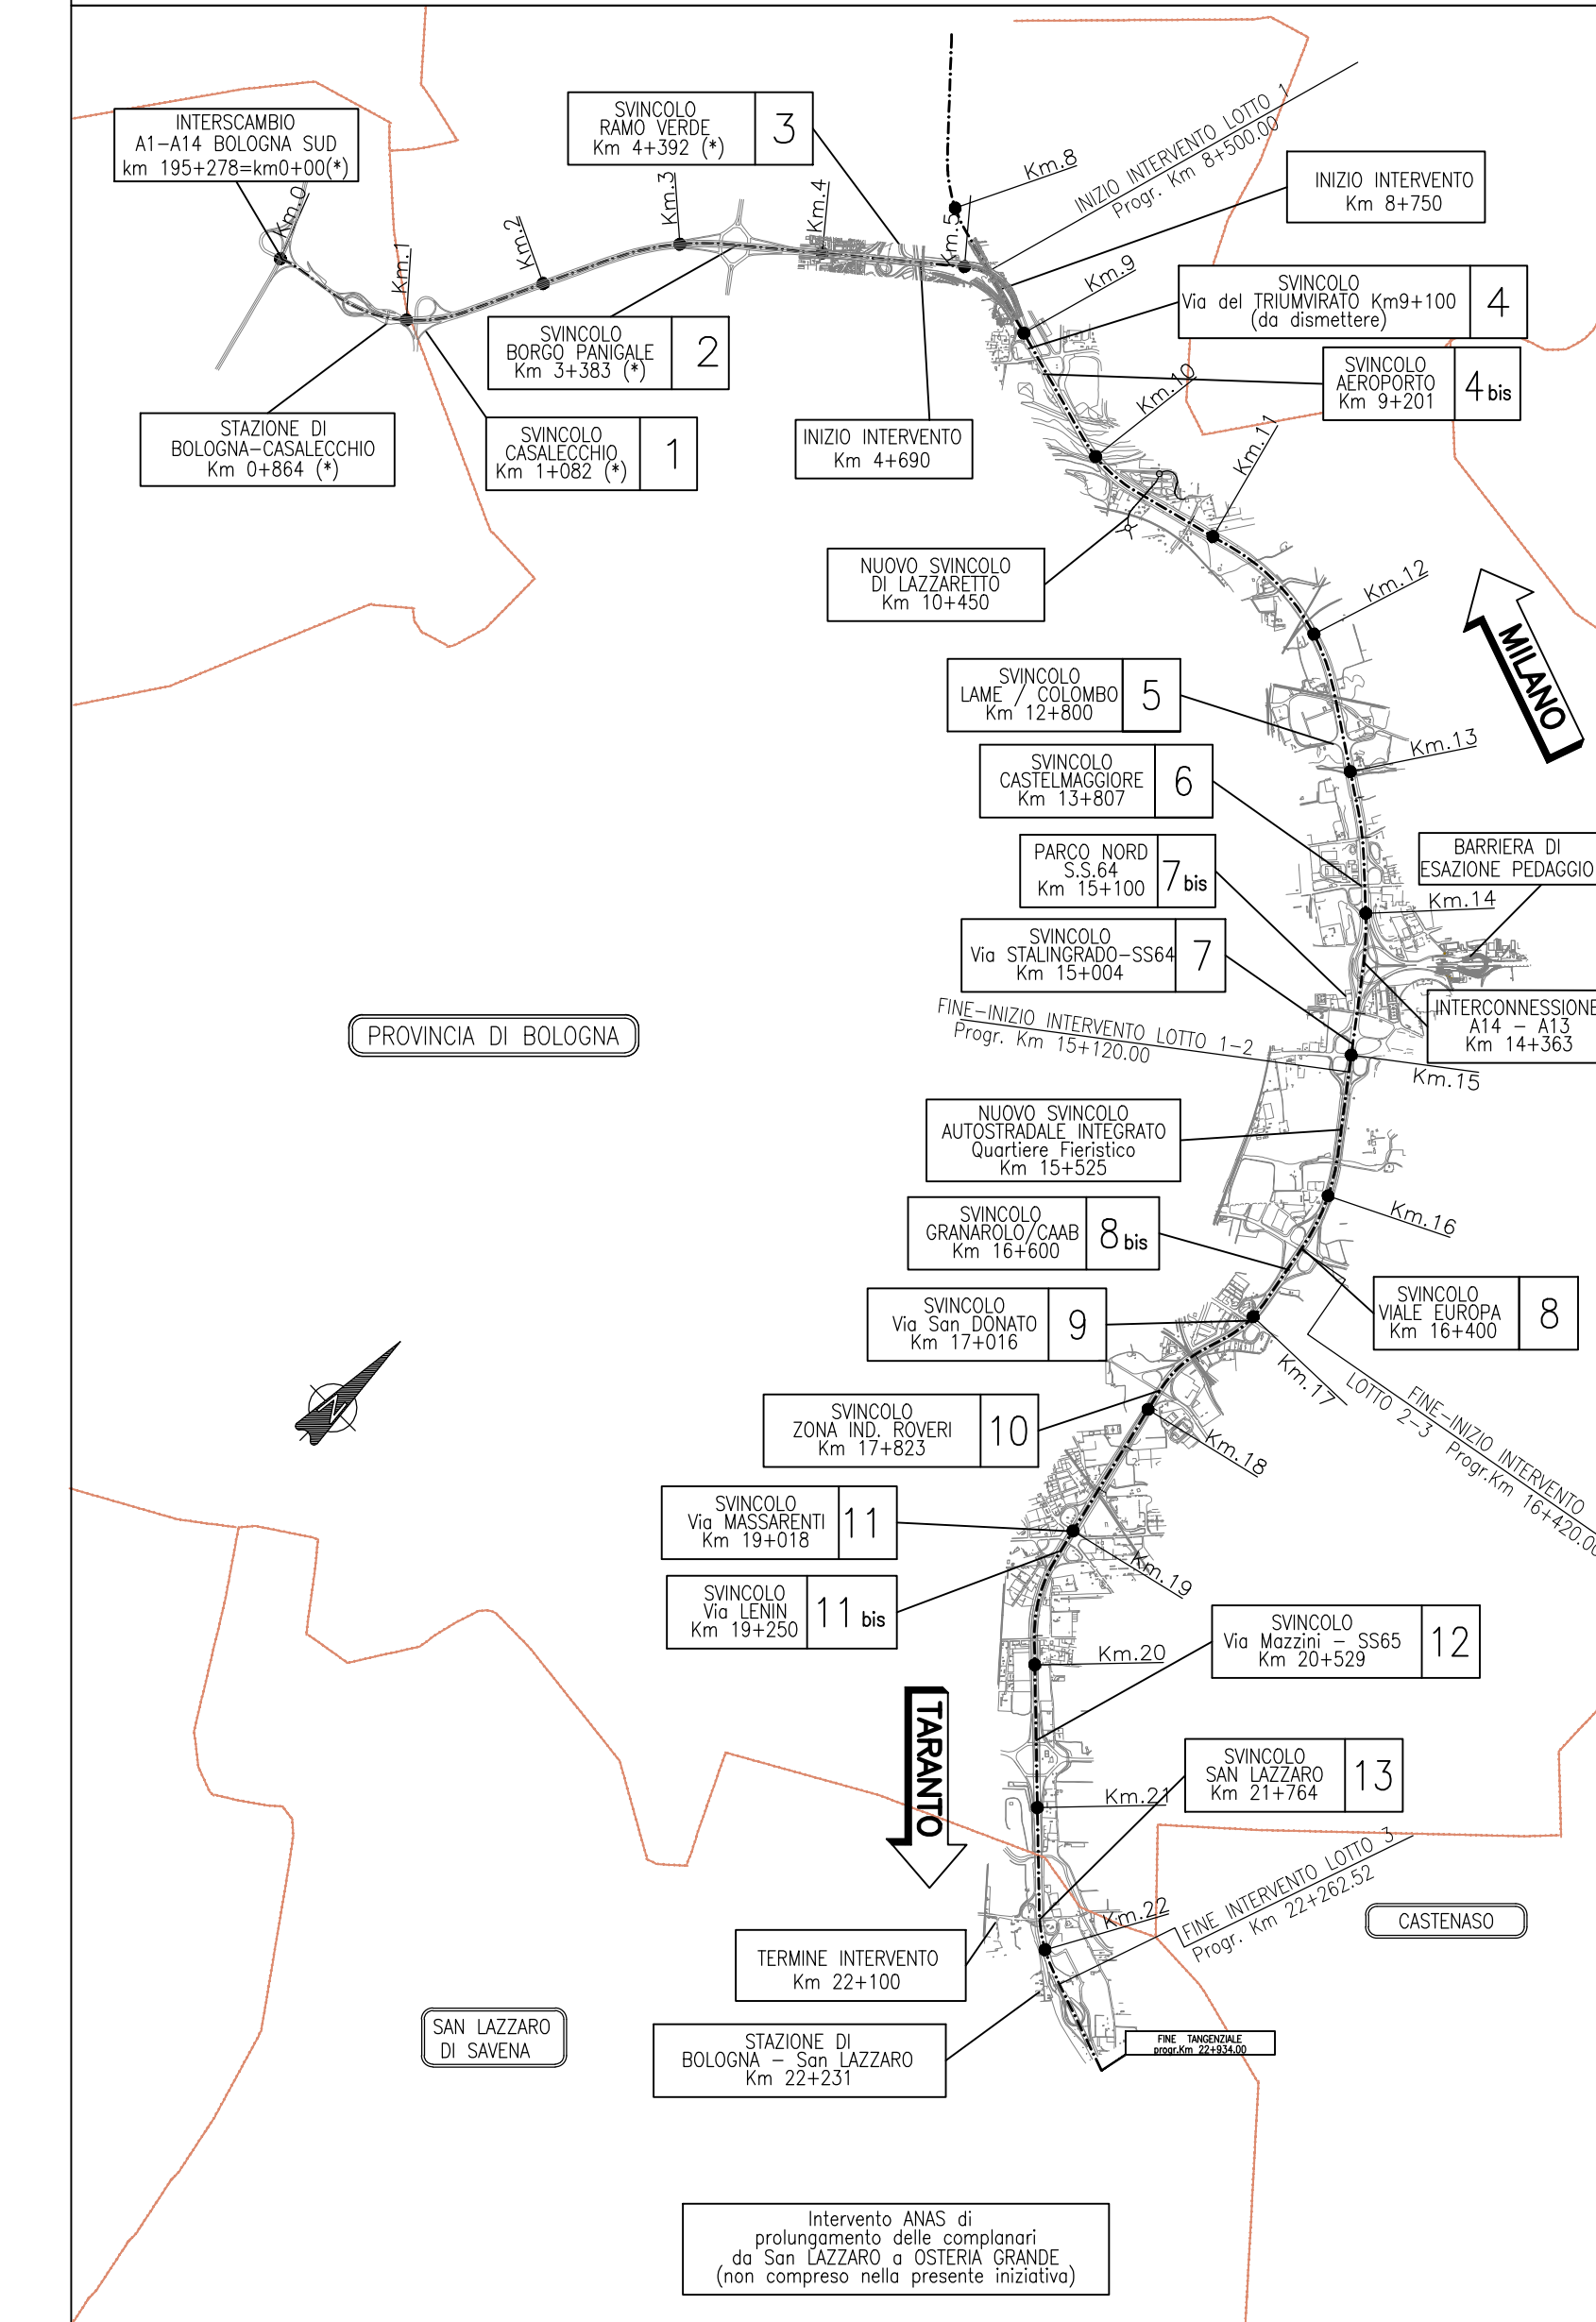 INTERSCAMBIO
A1-A14 BOLOGNA SUD
km 195+278=km0+00(*)
SVINCOLO
RAMO VERDE
Km 4+392 (*)
3
Km.0
Km.1
Km.2
Km.3
Km.4
Km.5
Km.8
INIZIO INTERVENTO LOTTO 1
Progr. Km 8+500.00
INIZIO INTERVENTO
Km 8+750
Km.9
SVINCOLO
Via del TRIUMVIRATO Km9+100
(da dismettere)
4
SVINCOLO
BORGO PANIGALE
Km 3+383 (*)
2
SVINCOLO
AEROPORTO
Km 9+201
4 bis
Km.10
STAZIONE DI
BOLOGNA-CASALECCHIO
Km 0+864 (*)
SVINCOLO
CASALECCHIO
Km 1+082 (*)
1
INIZIO INTERVENTO
Km 4+690
Km.11
NUOVO SVINCOLO
DI LAZZARETTO
Km 10+450
Km.12
MILANO
SVINCOLO
LAME / COLOMBO
Km 12+800
5
Km.13
SVINCOLO
CASTELMAGGIORE
Km 13+807
6
PARCO NORD
S.S.64
Km 15+100
7 bis
BARRIERA DI
ESAZIONE PEDAGGIO
Km.14
SVINCOLO
Via STALINGRADO-SS64
Km 15+004
7
FINE-INIZIO INTERVENTO LOTTO 1-2
Progr. Km 15+120.00
INTERCONNESSIONE
A14 - A13
Km 14+363
PROVINCIA DI BOLOGNA
Km.15
NUOVO SVINCOLO
AUTOSTRADALE INTEGRATO
Quartiere Fieristico
Km 15+525
Km.16
SVINCOLO
GRANAROLO/CAAB
Km 16+600
8 bis
SVINCOLO
VIALE EUROPA
Km 16+400
8
SVINCOLO
Via San DONATO
Km 17+016
9
Km.17
FINE-INIZIO INTERVENTO
LOTTO 2-3 Progr.Km 16+420.00
N
SVINCOLO
ZONA IND. ROVERI
Km 17+823
10
Km.18
SVINCOLO
Via MASSARENTI
Km 19+018
11
Km.19
SVINCOLO
Via LENIN
Km 19+250
11 bis
SVINCOLO
Via Mazzini - SS65
Km 20+529
12
Km.20
TARANTO
SVINCOLO
SAN LAZZARO
Km 21+764
13
Km.21
FINE INTERVENTO LOTTO 3
Progr. Km 22+262.52
Km.22
CASTENASO
TERMINE INTERVENTO
Km 22+100
SAN LAZZARO
DI SAVENA
STAZIONE DI
BOLOGNA - San LAZZARO
Km 22+231
FINE TANGENZIALE
progr.Km 22+934.00
Intervento ANAS di
prolungamento delle complanari
da San LAZZARO a OSTERIA GRANDE
(non compreso nella presente iniziativa)